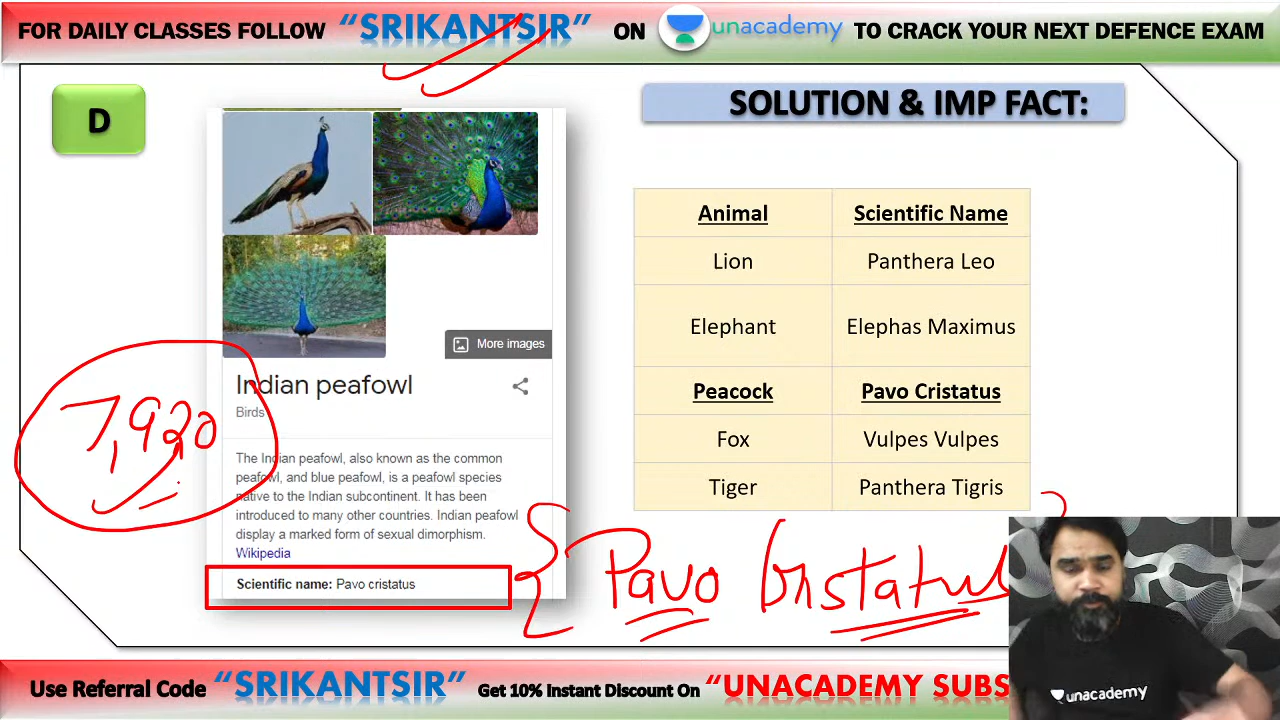 FOR DAILY CLASSES FOLLOW “SRIKANTSIR” ON unacademy TO CRACK YOUR NEXT DEFENCE EXAM
D
SOLUTION & IMP FACT:
More images
Indian peafowl
Birds
The Indian peafowl, also known as the common
peafowl, and blue peafowl, is a peafowl species
native to the Indian subcontinent. It has been
introduced to many other countries. Indian peafowl
display a marked form of sexual dimorphism.
Wikipedia
Scientific name: Pavo cristatus
7,920
Animal Scientific Name
Lion Panthera Leo
Elephant Elephas Maximus
Peacock Pavo Cristatus
Fox Vulpes Vulpes
Tiger Panthera Tigris
Pavo Cristatus
unacademy
Use Referral Code “SRIKANTSIR” Get 10% Instant Discount On “UNACADEMY SUBS